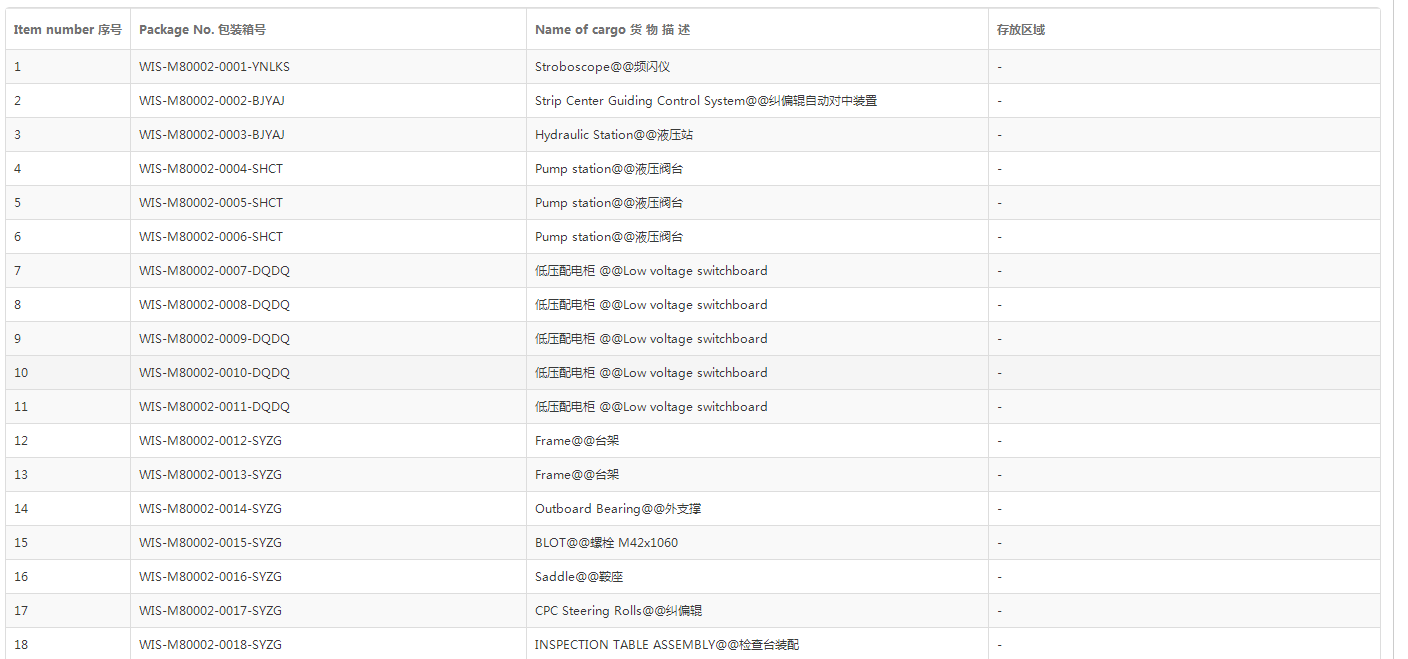 Item number 序号 Package No. 包装箱号 Name of cargo 货 物 描 述 存放区域
1 WIS-M80002-0001-YNLKS Stroboscope@@频闪仪 -
2 WIS-M80002-0002-BJYAJ Strip Center Guiding Control System@@纠偏辊自动对中装置 -
3 WIS-M80002-0003-BJYAJ Hydraulic Station@@液压站 -
4 WIS-M80002-0004-SHCT Pump station@@液压阀台 -
5 WIS-M80002-0005-SHCT Pump station@@液压阀台 -
6 WIS-M80002-0006-SHCT Pump station@@液压阀台 -
7 WIS-M80002-0007-DQDQ 低压配电柜 @@Low voltage switchboard -
8 WIS-M80002-0008-DQDQ 低压配电柜 @@Low voltage switchboard -
9 WIS-M80002-0009-DQDQ 低压配电柜 @@Low voltage switchboard -
10 WIS-M80002-0010-DQDQ 低压配电柜 @@Low voltage switchboard -
11 WIS-M80002-0011-DQDQ 低压配电柜 @@Low voltage switchboard -
12 WIS-M80002-0012-SYZG Frame@@台架 -
13 WIS-M80002-0013-SYZG Frame@@台架 -
14 WIS-M80002-0014-SYZG Outboard Bearing@@外支撑 -
15 WIS-M80002-0015-SYZG BLOT@@螺栓 M42x1060 -
16 WIS-M80002-0016-SYZG Saddle@@鞍座 -
17 WIS-M80002-0017-SYZG CPC Steering Rolls@@纠偏辊 -
18 WIS-M80002-0018-SYZG INSPECTION TABLE ASSEMBLY@@检查台装配 -